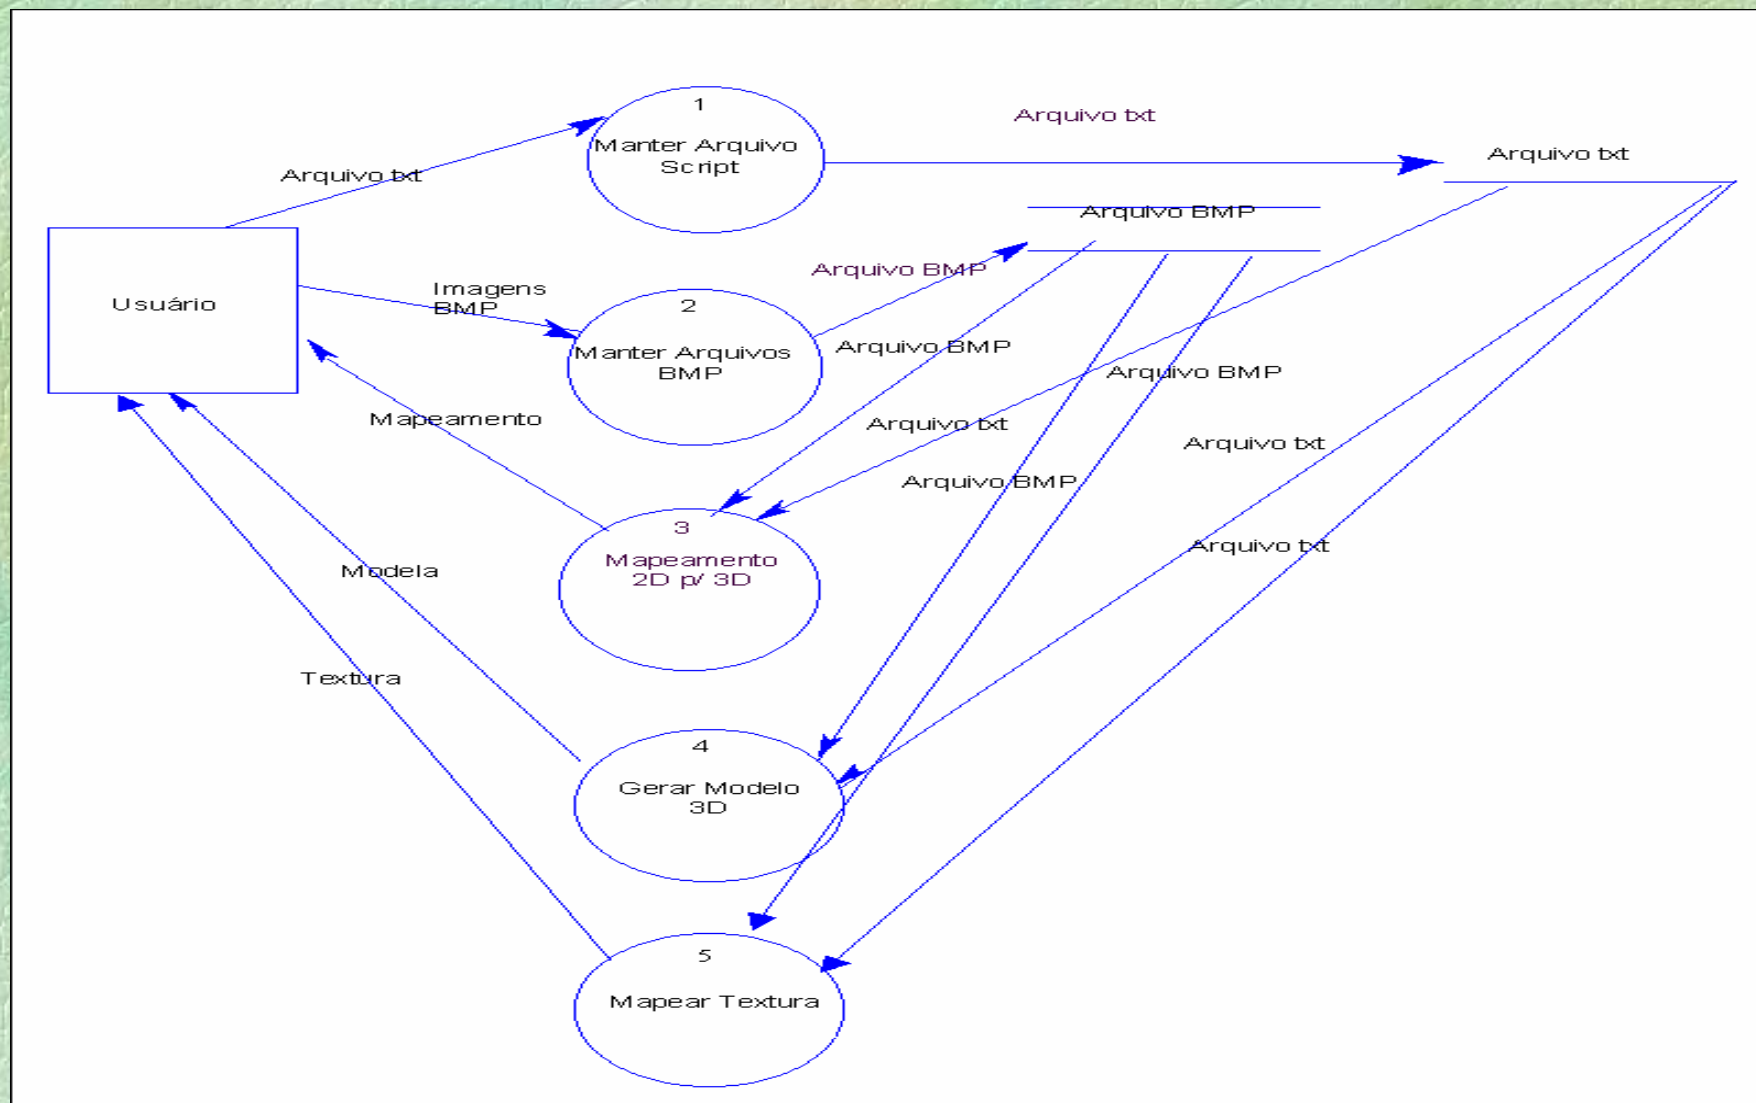 1
Manter Arquivo
Script
Arquivo txt
Arquivo txt
Arquivo txt
Arquivo BMP
Usuário
Imagens
BMP
Arquivo BMP
2
Manter Arquivos
BMP
Arquivo BMP
Arquivo BMP
Mapeamento
Arquivo txt
Arquivo txt
Arquivo BMP
3
Mapeamento
2D p/ 3D
Arquivo txt
Modela
Textura
4
Gerar Modelo
3D
5
Mapear Textura